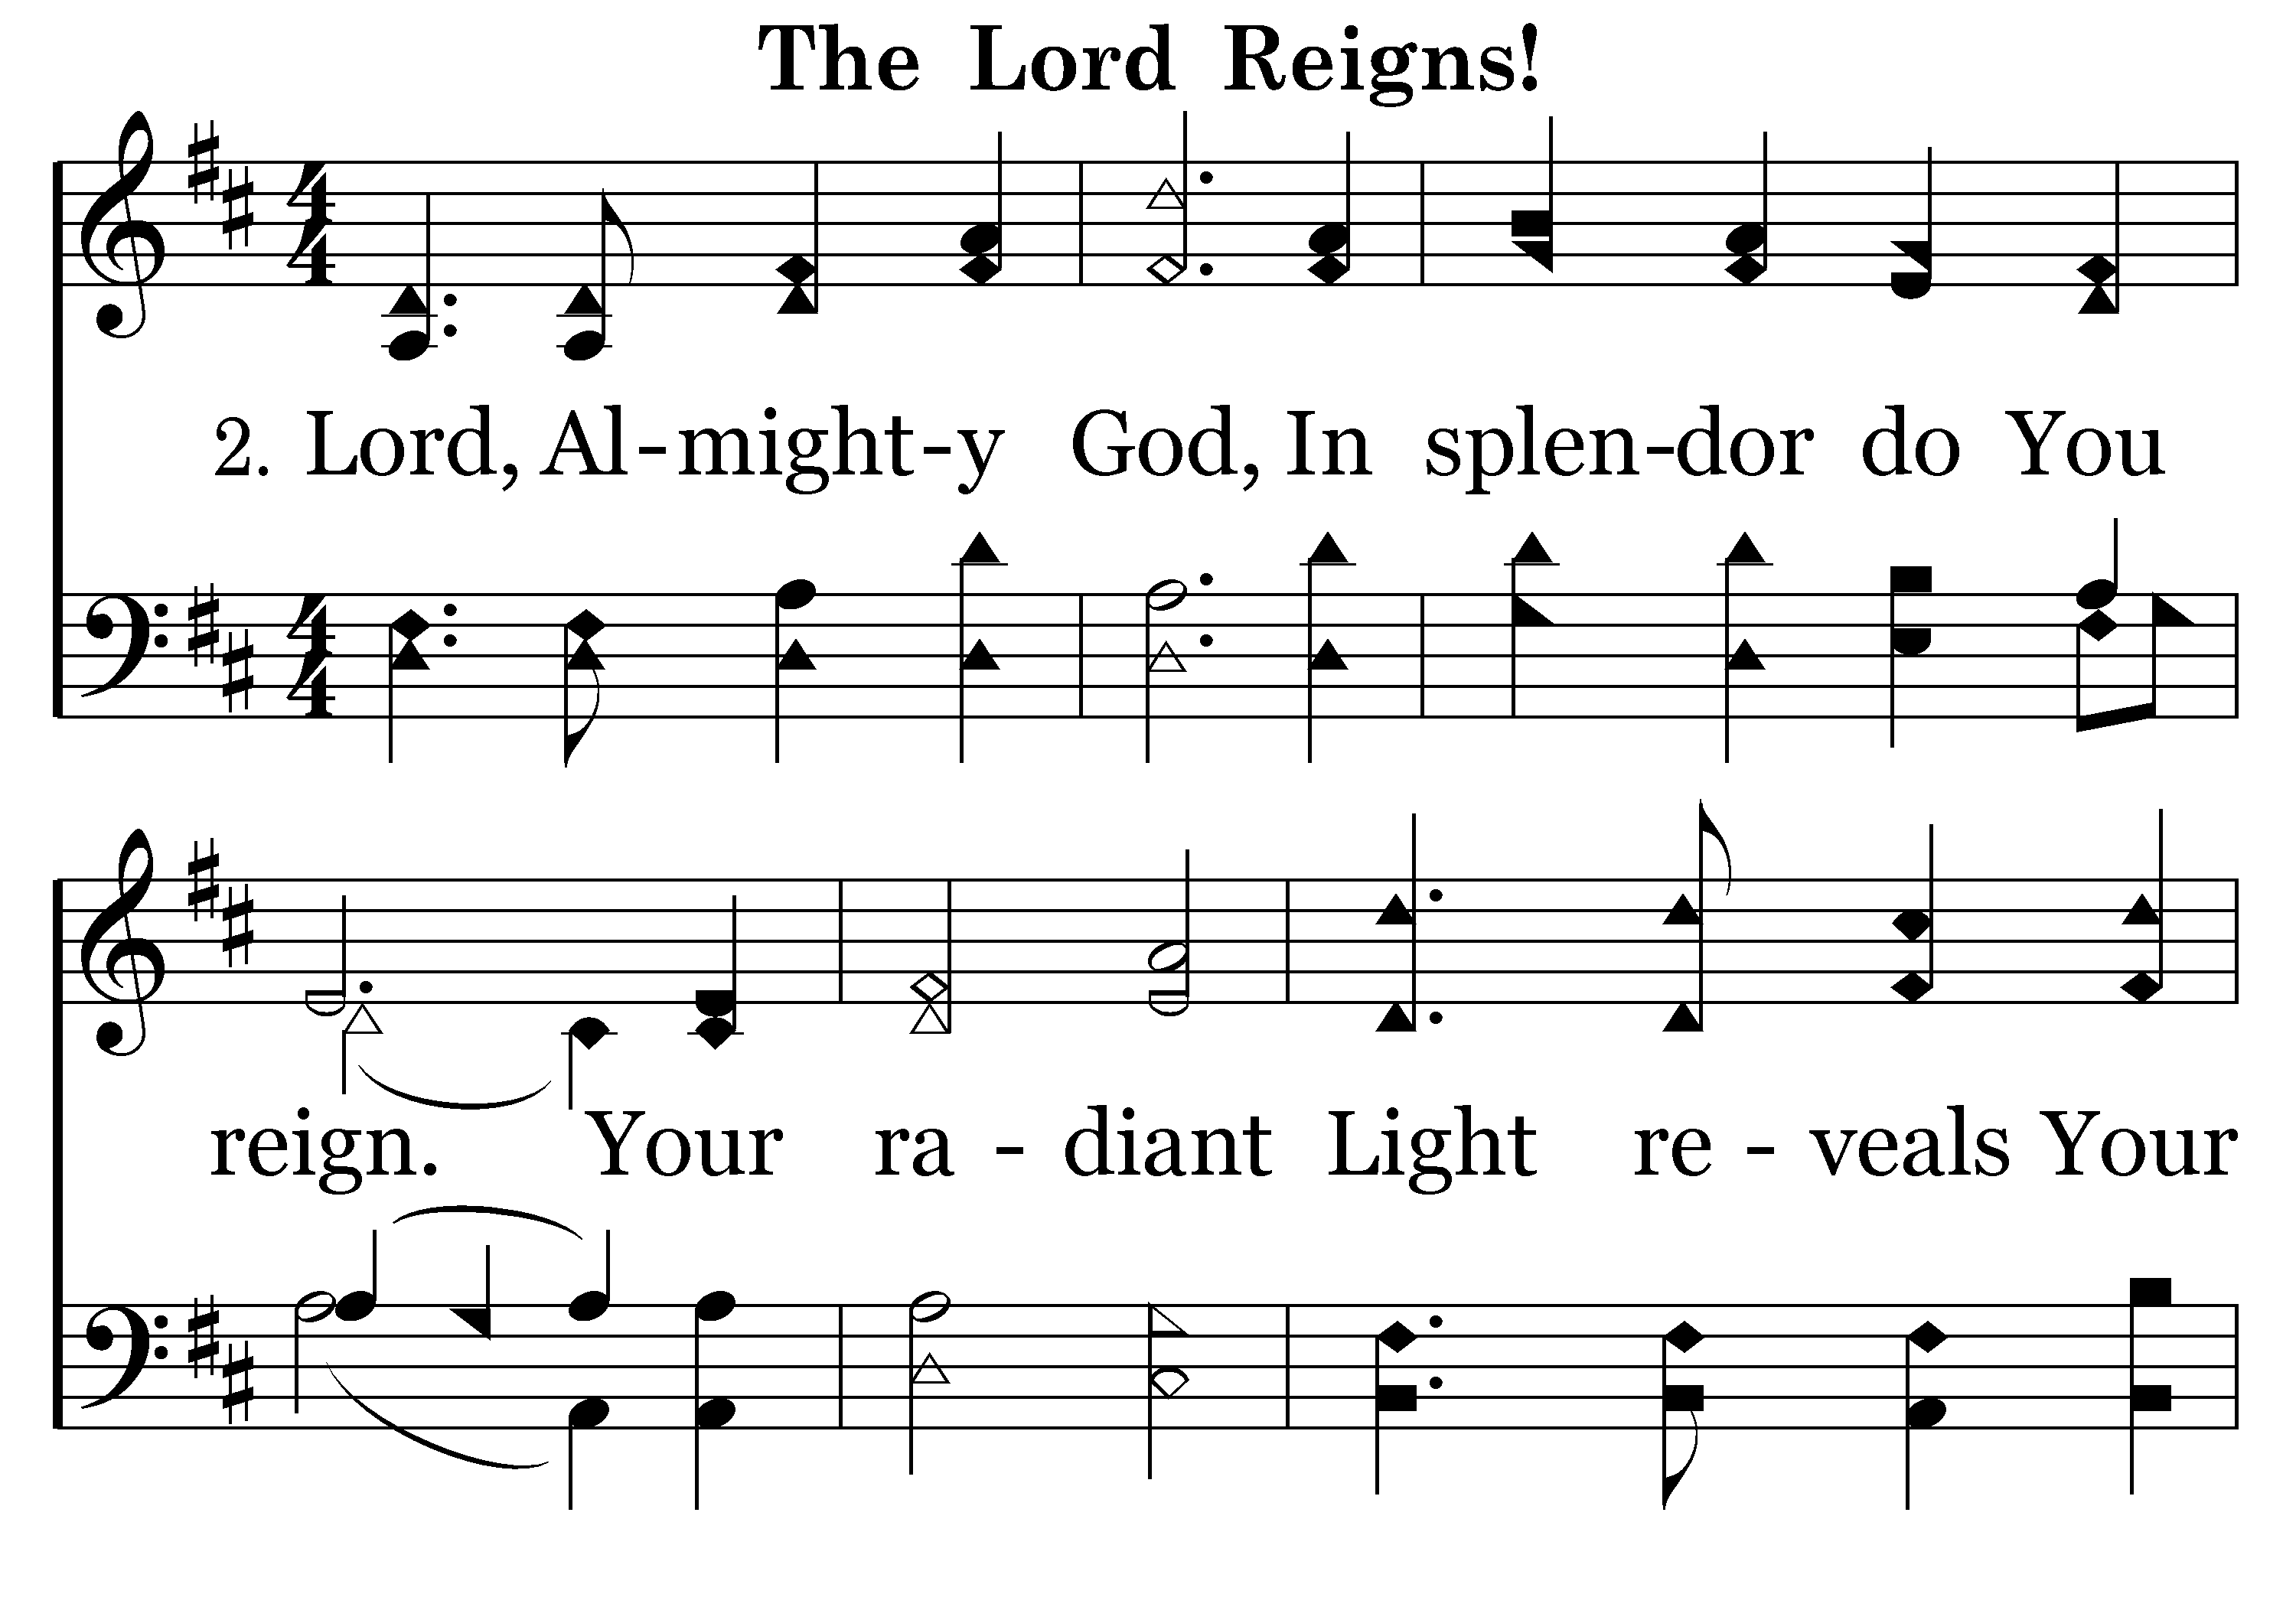 The Lord Reigns!
2. Lord, Al-might-y God, In splen-dor do You
reign. Your ra - diant Light re - veals Your